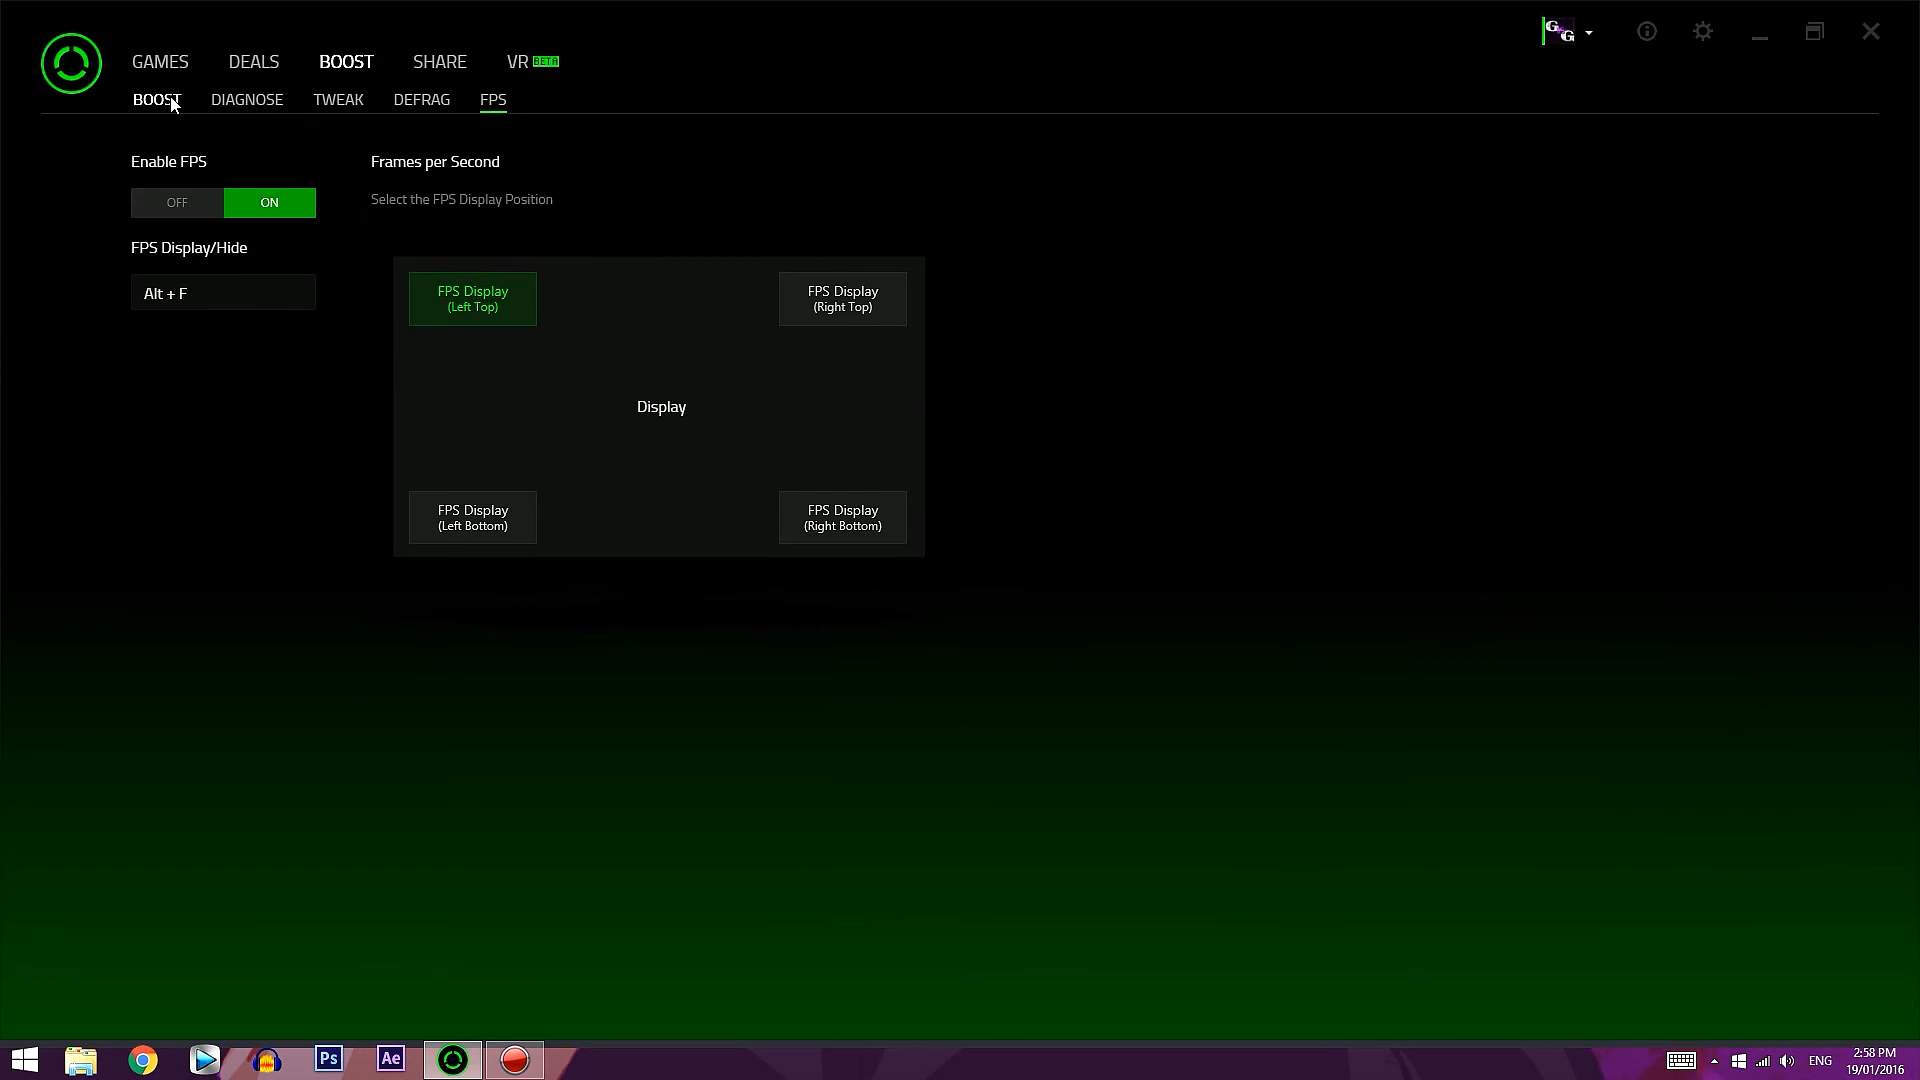 GAMES DEALS BOOST SHARE VR BETA
BOOST DIAGNOSE TWEAK DEFRAG FPS
Enable FPS
OFF ON
FPS Display/Hide
Alt + F
Frames per Second
Select the FPS Display Position
FPS Display
(Left Top)
FPS Display
(Right Top)
Display
FPS Display
(Left Bottom)
FPS Display
(Right Bottom)
Ps Ae
ENG
2:58 PM
19/01/2016